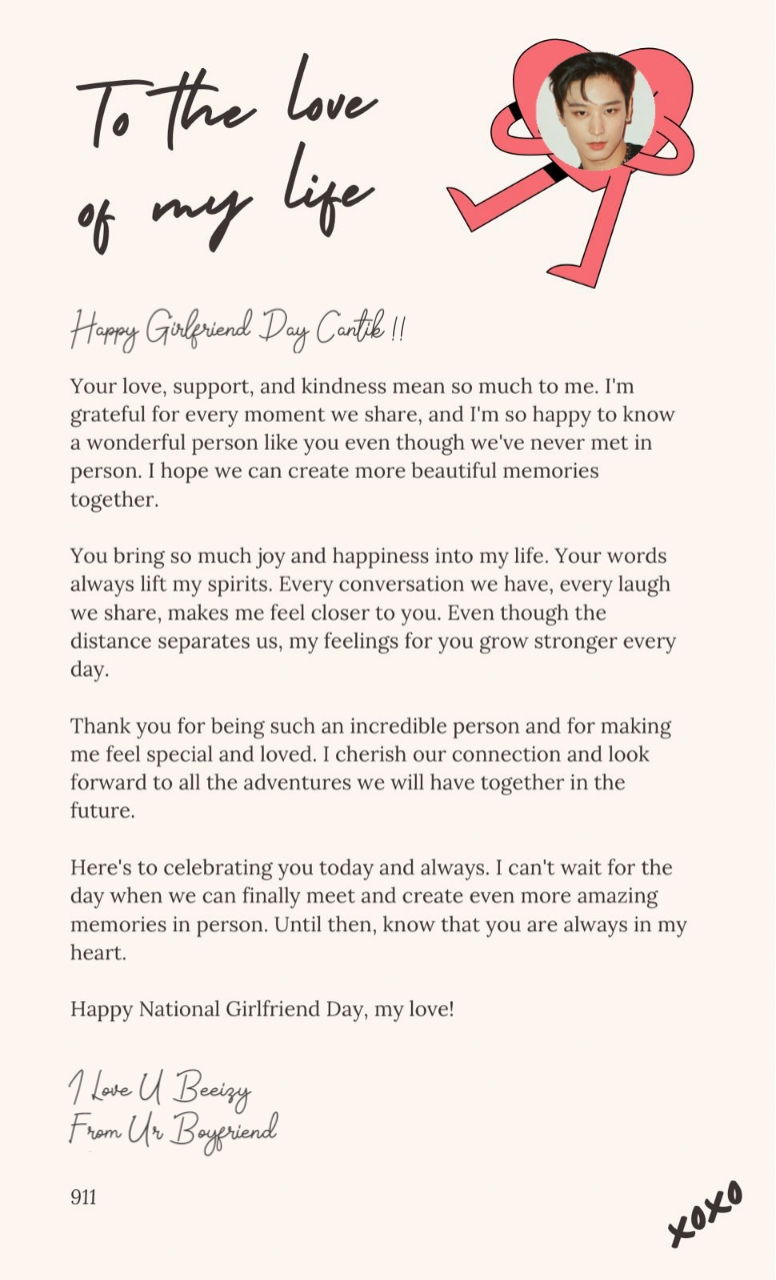 To the love
of my life
Happy Girlfriend Day Cantik !!
Your love, support, and kindness mean so much to me. I'm
grateful for every moment we share, and I'm so happy to know
a wonderful person like you even though we've never met in
person. I hope we can create more beautiful memories
together.
You bring so much joy and happiness into my life. Your words
always lift my spirits. Every conversation we have, every laugh
we share, makes me feel closer to you. Even though the
distance separates us, my feelings for you grow stronger every
day.
Thank you for being such an incredible person and for making
me feel special and loved. I cherish our connection and look
forward to all the adventures we will have together in the
future.
Here's to celebrating you today and always. I can't wait for the
day when we can finally meet and create even more amazing
memories in person. Until then, know that you are always in my
heart.
Happy National Girlfriend Day, my love!
I Love U Beeizy
From Ur Boyfriend
911
xoxo